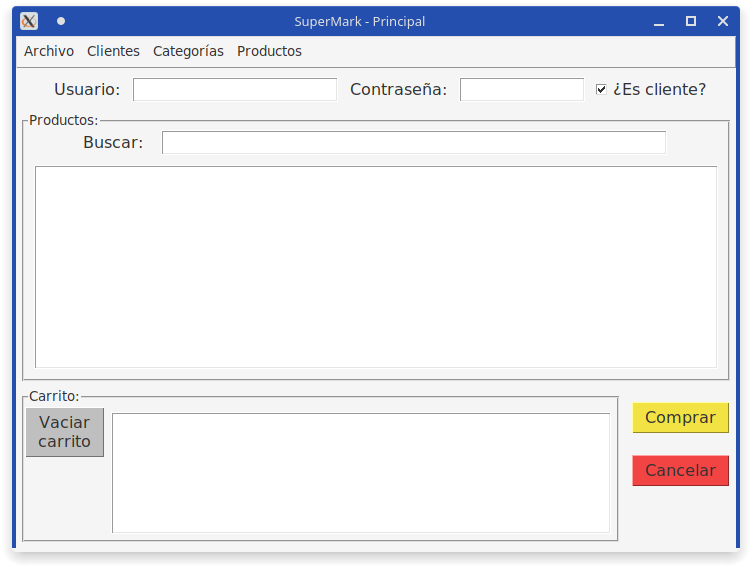 SuperMark - Principal
Archivo Clientes Categorías Productos
Usuario: Contraseña: ¿Es cliente?
Productos:
Buscar:
Carrito:
Vaciar
carrito
Comprar
Cancelar